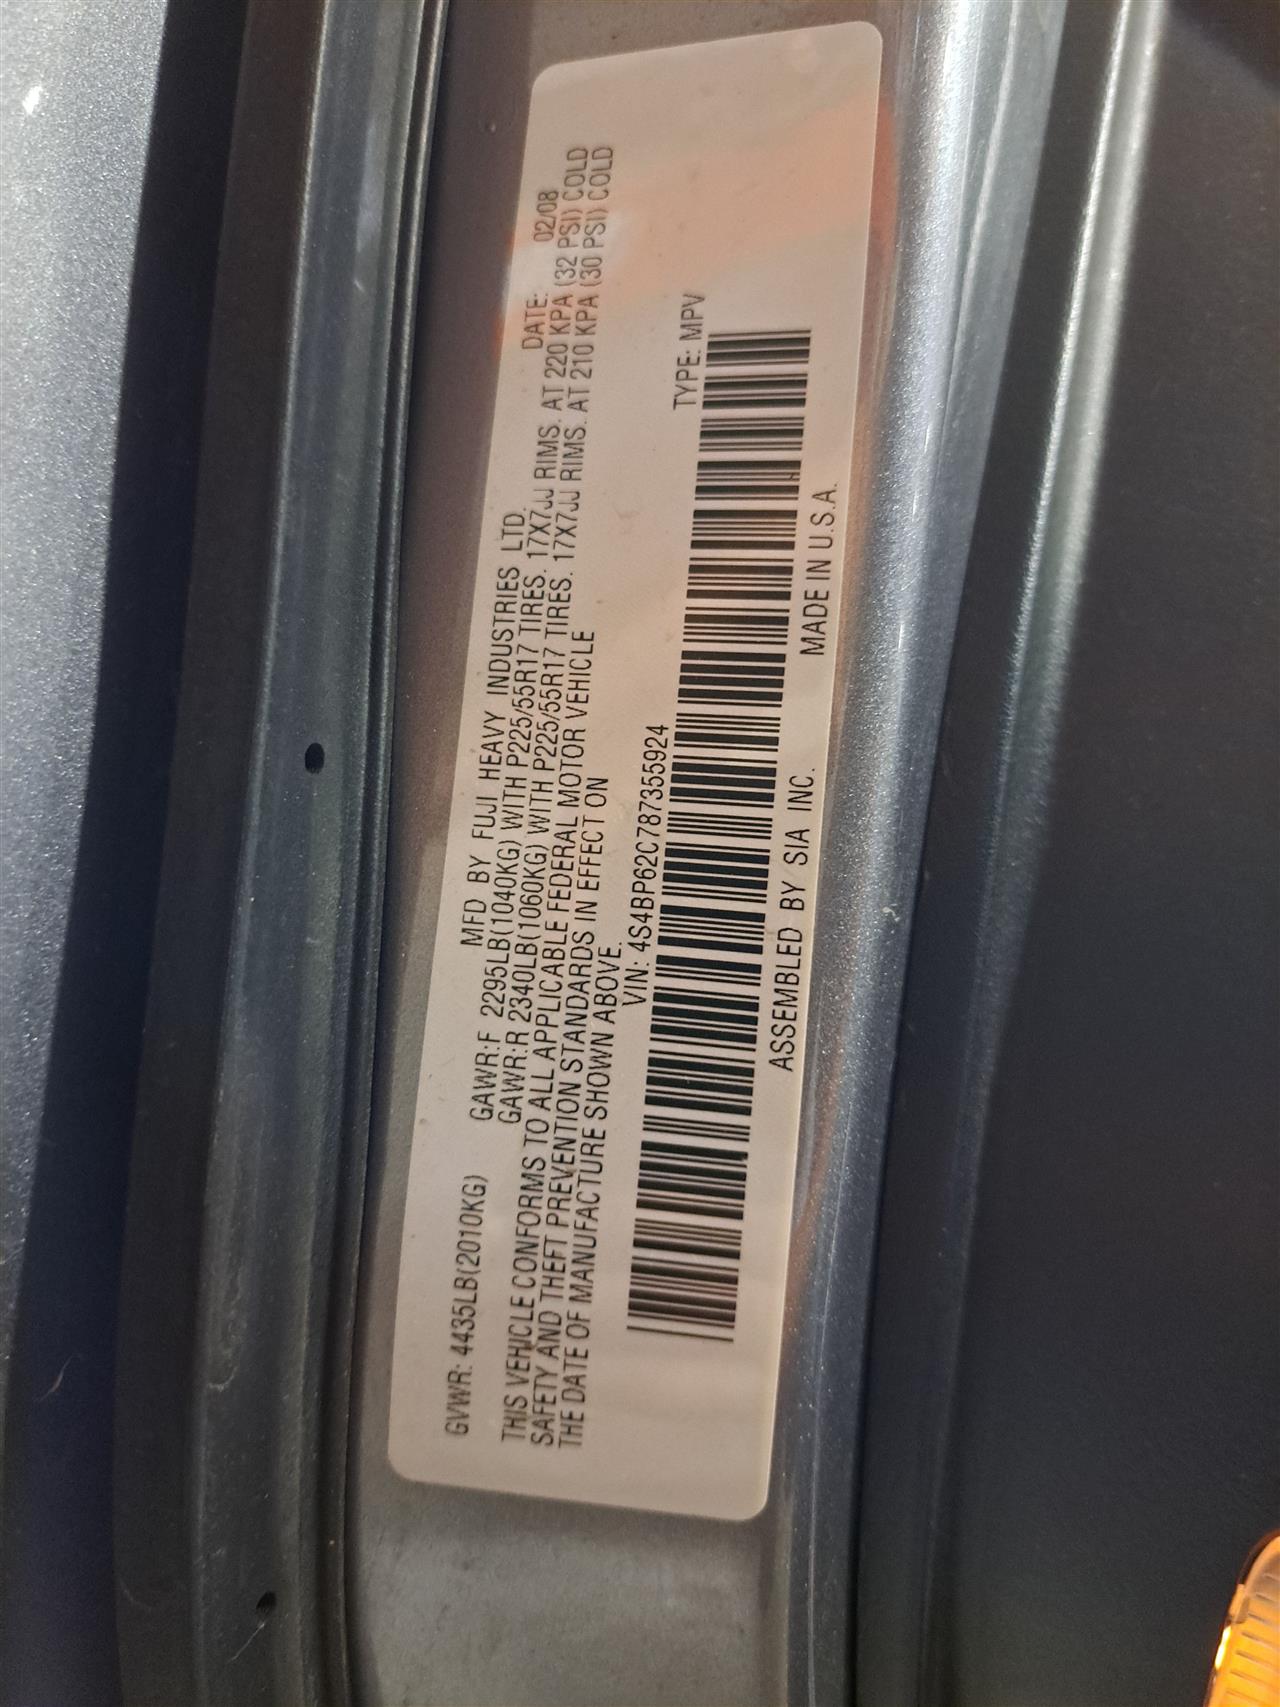 MFD BY FUJI HEAVY INDUSTRIES LTD. DATE: 02/08
GVWR: 4435LB(2010KG) GAWR:F 2295LB(1040KG) WITH P225/55R17 TIRES. 17X7JJ RIMS. AT 220 KPA (32 PSI) COLD
GAWR:R 2340LB(1060KG) WITH P225/55R17 TIRES. 17X7JJ RIMS. AT 210 KPA (30 PSI) COLD
THIS VEHICLE CONFORMS TO ALL APPLICABLE FEDERAL MOTOR VEHICLE
SAFETY AND THEFT PREVENTION STANDARDS IN EFFECT ON
THE DATE OF MANUFACTURE SHOWN ABOVE.
VIN: 4S4BP62C787355924 TYPE: MPV
ASSEMBLED BY SIA INC. MADE IN U.S.A.